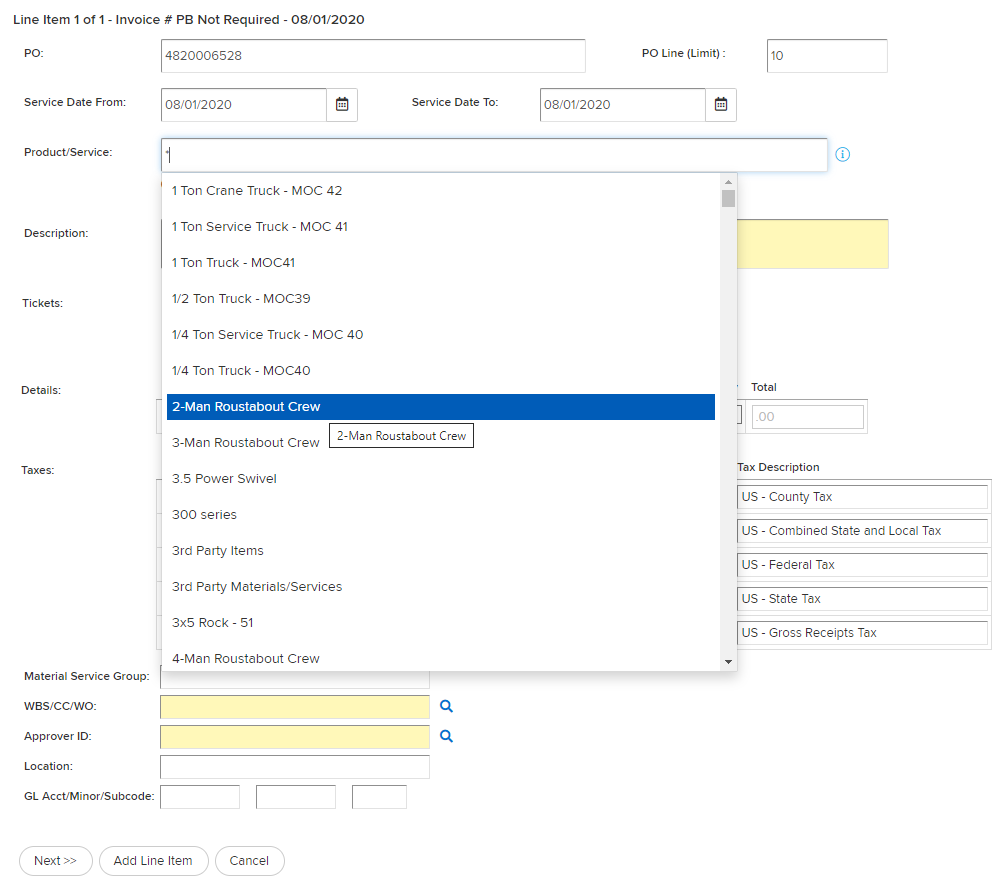 Line Item 1 of 1 - Invoice # PB Not Required - 08/01/2020
PO: 4820006528 PO Line (Limit) : 10
Service Date From: 08/01/2020 Service Date To: 08/01/2020
Product/Service: *
1 Ton Crane Truck - MOC 42
1 Ton Service Truck - MOC 41
Description:
1 Ton Truck - MOC41
1/2 Ton Truck - MOC39
Tickets:
1/4 Ton Service Truck - MOC 40
1/4 Ton Truck - MOC40
Details: Total
2-Man Roustabout Crew .00
2-Man Roustabout Crew
3-Man Roustabout Crew
Taxes: Tax Description
3.5 Power Swivel
US - County Tax
300 series
US - Combined State and Local Tax
3rd Party Items
US - Federal Tax
3rd Party Materials/Services
US - State Tax
3x5 Rock - 51
US - Gross Receipts Tax
4-Man Roustabout Crew
Material Service Group:
WBS/CC/WO:
Approver ID:
Location:
GL Acct/Minor/Subcode:
Next >> Add Line Item Cancel